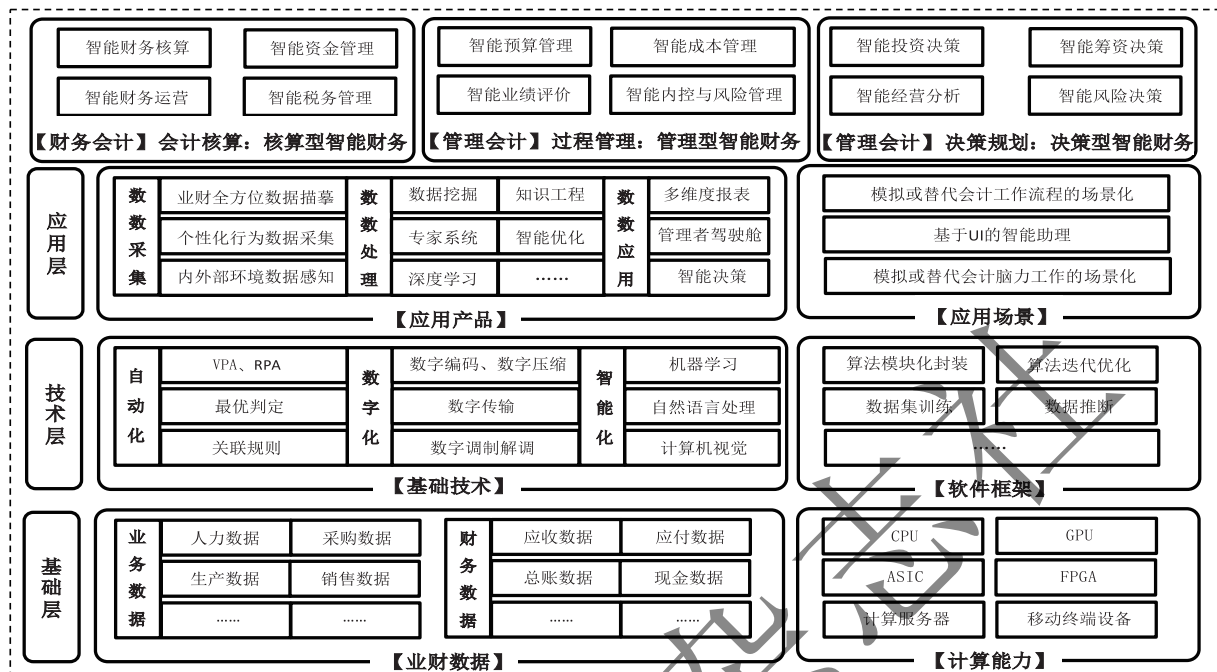 智能财务核算 智能资金管理 智能预算管理 智能成本管理 智能投资决策 智能筹资决策
智能财务运营 智能税务管理 智能业绩评价 智能内控与风险管理 智能经营分析 智能风险决策
【财务会计】会计核算：核算型智能财务 【管理会计】过程管理：管理型智能财务 【管理会计】决策规划：决策型智能财务
应用层
数数采集
业财全方位数据描摹
个性化行为数据采集
内外部环境数据感知
数数处理
数据挖掘 知识工程
专家系统 智能优化
深度学习 ……
数数应用
多维度报表
管理者驾驶舱
智能决策
【应用产品】
模拟或替代会计工作流程的场景化
基于UI的智能助理
模拟或替代会计脑力工作的场景化
【应用场景】
技术层
自动化
VPA、RPA
最优判定
关联规则
数字化
数字编码、数字压缩
数字传输
数字调制解调
智能化
机器学习
自然语言处理
计算机视觉
【基础技术】
算法模块化封装 算法迭代优化
数据集训练 数据推断
……
【软件框架】
基础层
业务数据
人力数据 采购数据
生产数据 销售数据
…… ……
财务数据
应收数据 应付数据
总账数据 现金数据
…… ……
【业财数据】
CPU GPU
ASIC FPGA
计算服务器 移动终端设备
【计算能力】
杂志社